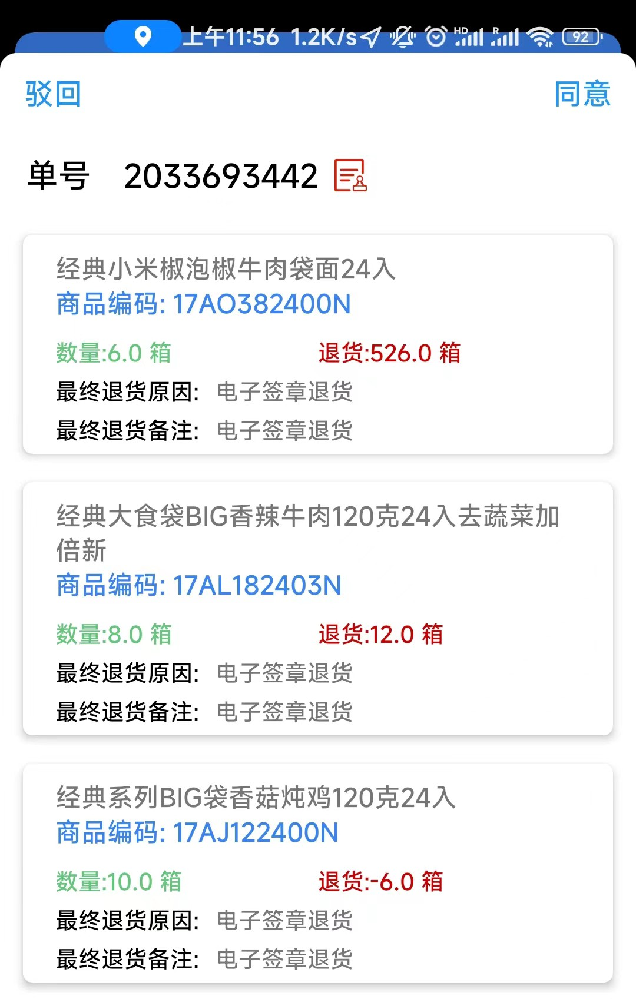 上午11:56 1.2K/s HD R 92
驳回 同意
单号 2033693442
经典小米椒泡椒牛肉袋面24入
商品编码: 17AO382400N
数量:6.0 箱 退货:526.0 箱
最终退货原因: 电子签章退货
最终退货备注: 电子签章退货
经典大食袋BIG香辣牛肉120克24入去蔬菜加
倍新
商品编码: 17AL182403N
数量:8.0 箱 退货:12.0 箱
最终退货原因: 电子签章退货
最终退货备注: 电子签章退货
经典系列BIG袋香菇炖鸡120克24入
商品编码: 17AJ122400N
数量:10.0 箱 退货:-6.0 箱
最终退货原因: 电子签章退货
最终退货备注: 电子签章退货